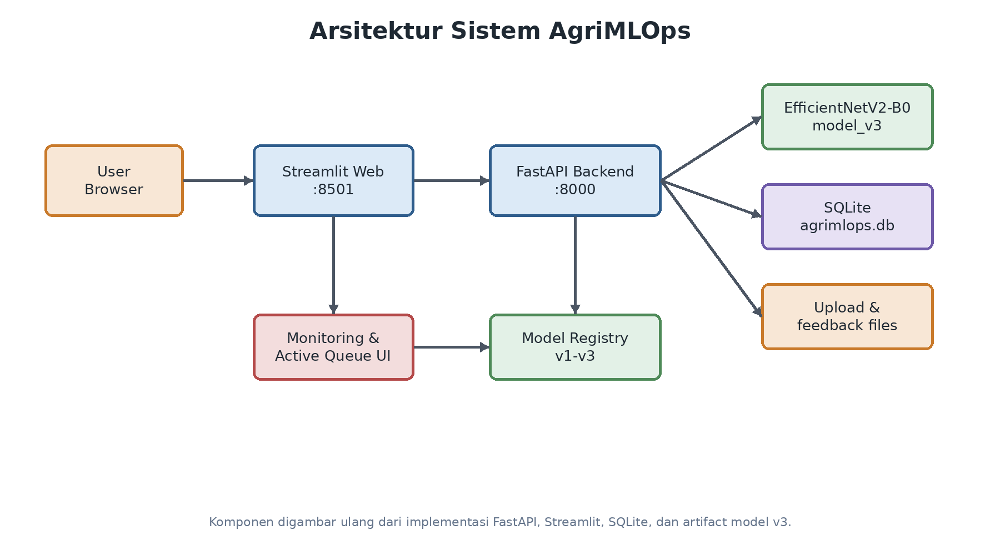 Arsitektur Sistem AgriMLOps
User
Browser
Streamlit Web
:8501
FastAPI Backend
:8000
EfficientNetV2-B0
model_v3
SQLite
agrimlops.db
Upload &
feedback files
Monitoring &
Active Queue UI
Model Registry
v1-v3
Komponen digambar ulang dari implementasi FastAPI, Streamlit, SQLite, dan artifact model v3.